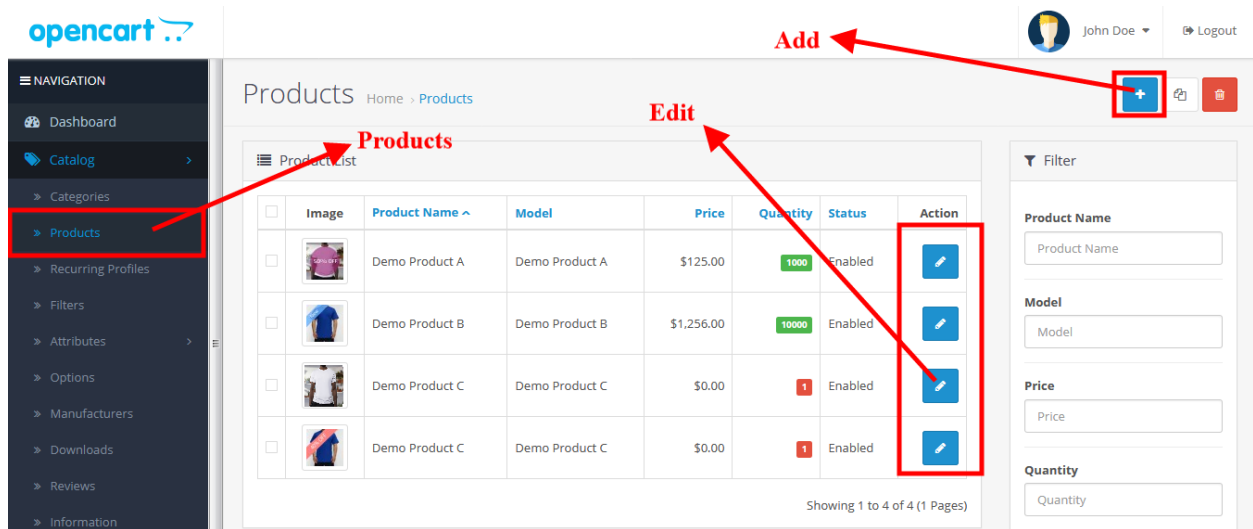 opencart
John Doe
Logout
Add
NAVIGATION
Products
Home › Products
Edit
Dashboard
Products
Catalog
Product List
Filter
Categories
Products
Recurring Profiles
Filters
Attributes
Options
Manufacturers
Downloads
Reviews
Information
Image Product Name Model Price Quantity Status Action
50% OFF Demo Product A Demo Product A $125.00 1000 Enabled
Demo Product B Demo Product B $1,256.00 10000 Enabled
Demo Product C Demo Product C $0.00 1 Enabled
Demo Product C Demo Product C $0.00 1 Enabled
Showing 1 to 4 of 4 (1 Pages)
Product Name
Product Name
Model
Model
Price
Price
Quantity
Quantity